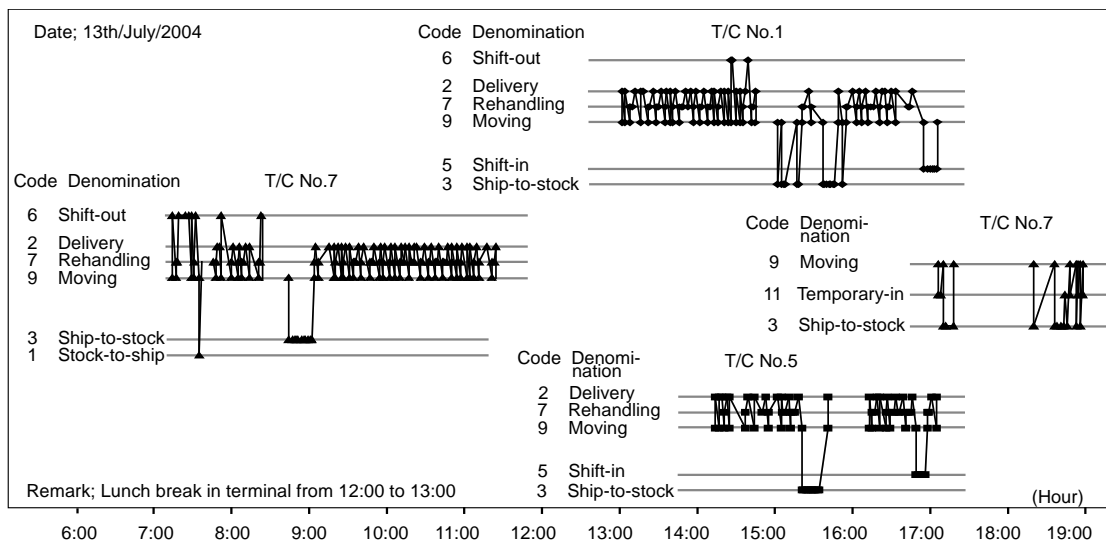 Date; 13th/July/2004
Code Denomination
T/C No.1
6 Shift-out
2 Delivery
7 Rehandling
9 Moving
5 Shift-in
3 Ship-to-stock
Code Denomination
T/C No.7
6 Shift-out
2 Delivery
7 Rehandling
9 Moving
3 Ship-to-stock
1 Stock-to-ship
Code Denomi-
nation
T/C No.7
9 Moving
11 Temporary-in
3 Ship-to-stock
Code Denomi-
nation
T/C No.5
2 Delivery
7 Rehandling
9 Moving
5 Shift-in
3 Ship-to-stock
Remark; Lunch break in terminal from 12:00 to 13:00
(Hour)
6:00 7:00 8:00 9:00 10:00 11:00 12:00 13:00 14:00 15:00 16:00 17:00 18:00 19:00